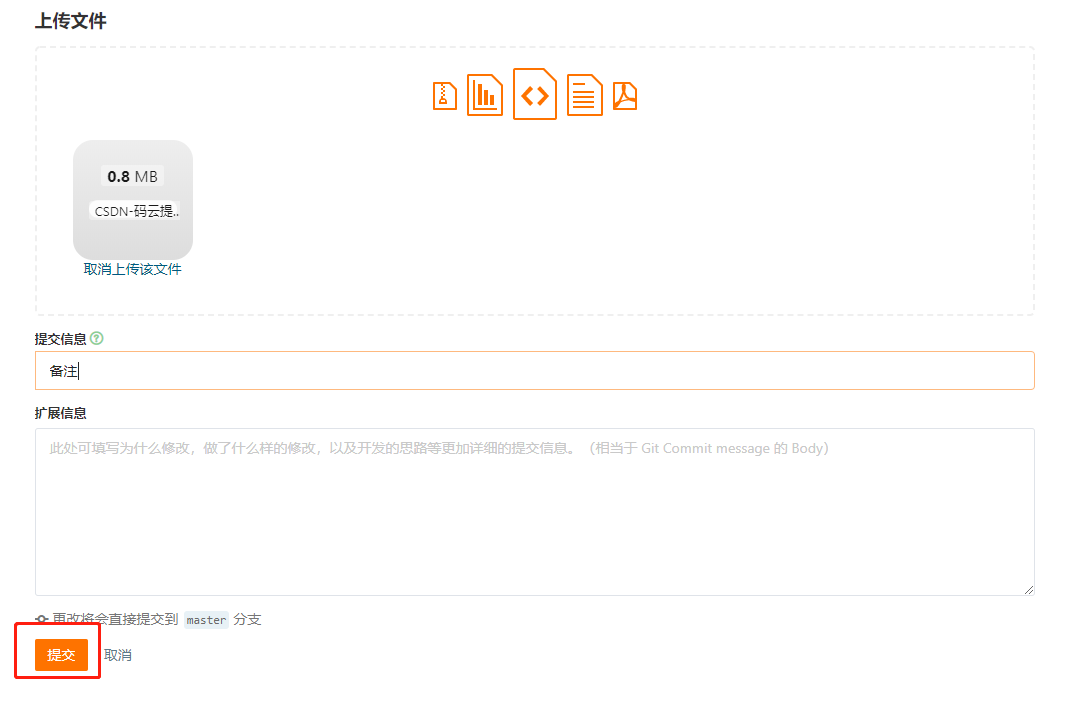 上传文件
0.8 MB
CSDN-码云提..
取消上传该文件
提交信息 ?
备注
扩展信息
此处可填写为什么修改，做了什么样的修改，以及开发的思路等更加详细的提交信息。（相当于 Git Commit message 的 Body）
更改将会直接提交到 master 分支
提交 取消